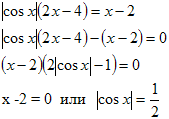 |cos x|(2x−4) = x−2
|cos x|(2x−4)−(x−2) = 0
(x−2)(2|cos x|−1) = 0
x -2 = 0 или |cos x| = 1/2